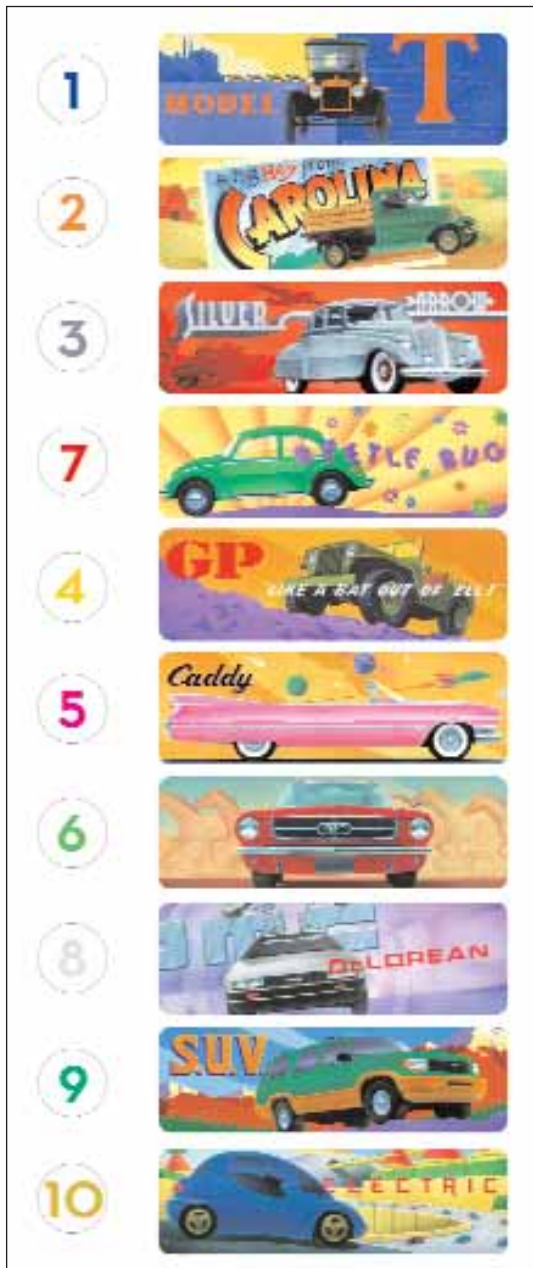 1
MODEL T
2
CAROLINA
3
SILVER ARROW
7
BEETLE BUG
4
GP
LIKE A BAT OUT OF 'ELL!
5
Caddy
6
8
DeLOREAN
9
S.U.V.
10
ELECTRIC